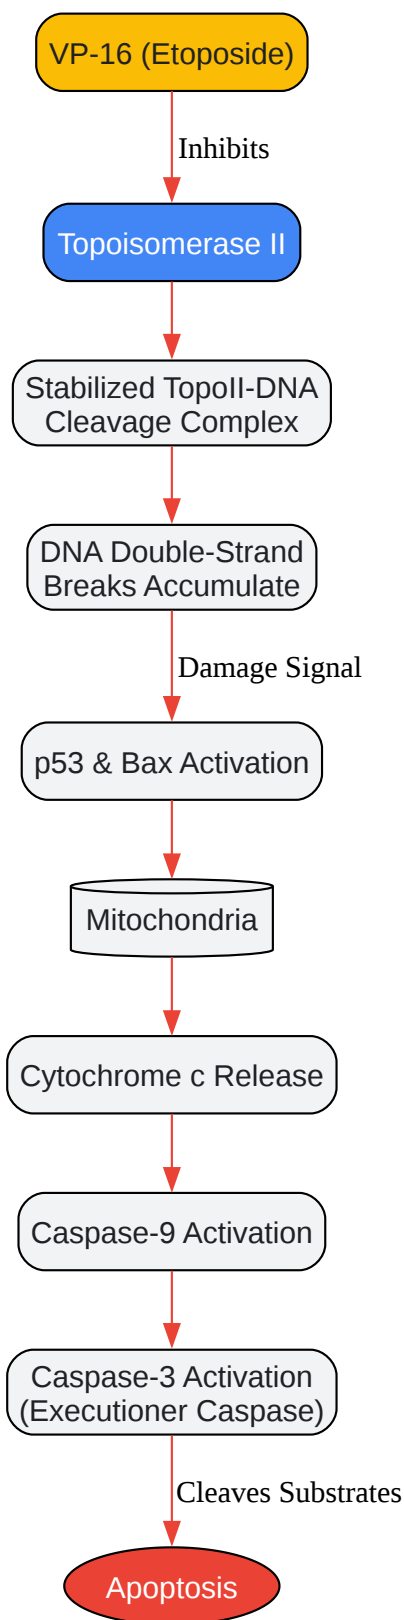 VP-16 (Etoposide)
Inhibits
Topoisomerase II
Stabilized TopoII-DNA
Cleavage Complex
DNA Double-Strand
Breaks Accumulate
Damage Signal
p53 & Bax Activation
Mitochondria
Cytochrome c Release
Caspase-9 Activation
Caspase-3 Activation
(Executioner Caspase)
Cleaves Substrates
Apoptosis